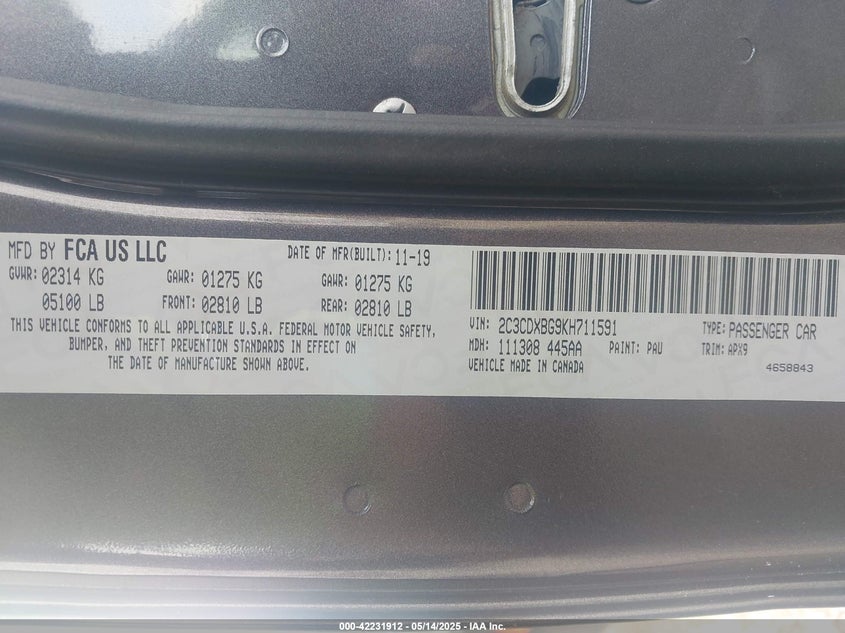 MFD BY FCA US LLC DATE OF MFR(BUILT): 11-19
GVWR: 02314 KG GAWR: 01275 KG GAWR: 01275 KG
05100 LB FRONT: 02810 LB REAR: 02810 LB
THIS VEHICLE CONFORMS TO ALL APPLICABLE U.S.A. FEDERAL MOTOR VEHICLE SAFETY,
BUMPER, AND THEFT PREVENTION STANDARDS IN EFFECT ON
THE DATE OF MANUFACTURE SHOWN ABOVE.
VIN: 2C3CDXBG9KH711591 TYPE: PASSENGER CAR
MDH: 111308 445AA PAINT: PAU TRIM: APX9
VEHICLE MADE IN CANADA 4658843
000-42231912 - 05/14/2025 - IAA Inc.